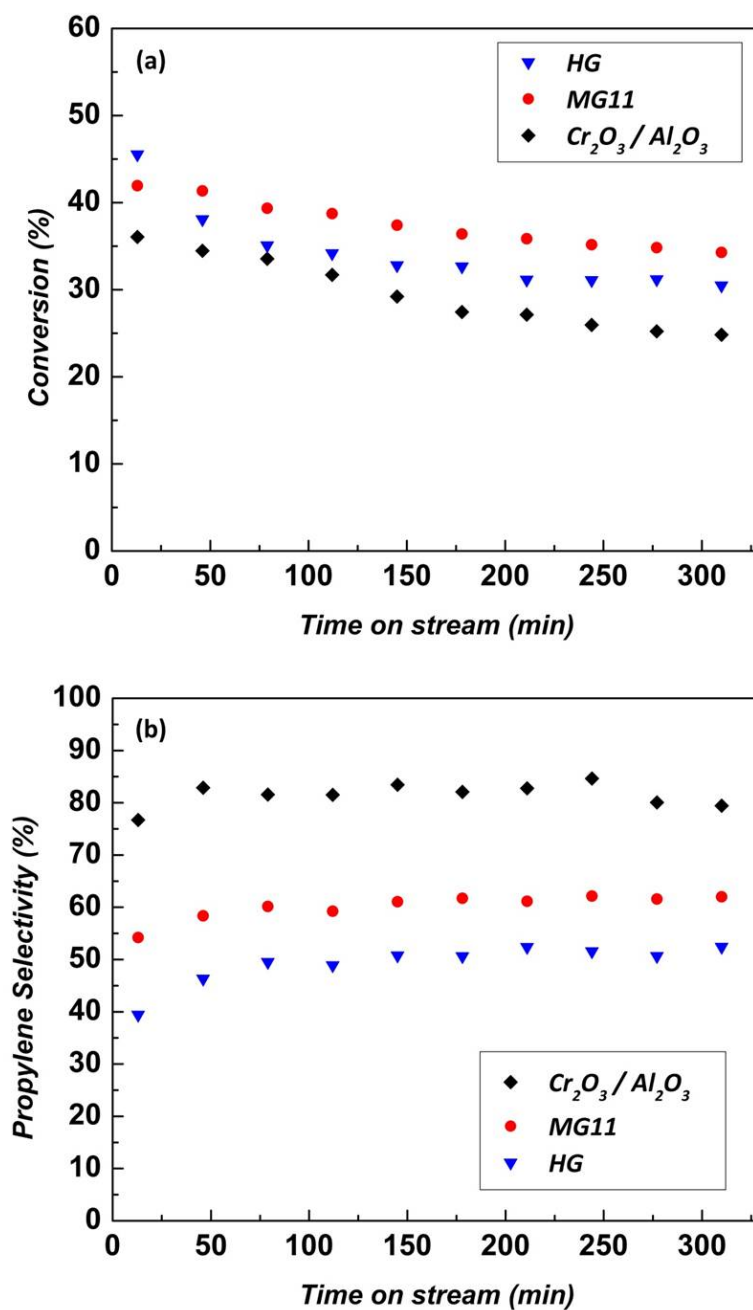 (a)
HG
MG11
Cr₂O₃ / Al₂O₃
60
50
40
30
20
10
0
Conversion (%)
0 50 100 150 200 250 300
Time on stream (min)
(b)
100
90
80
70
60
50
40
30
20
10
0
Propylene Selectivity (%)
Cr₂O₃ / Al₂O₃
MG11
HG
0 50 100 150 200 250 300
Time on stream (min)